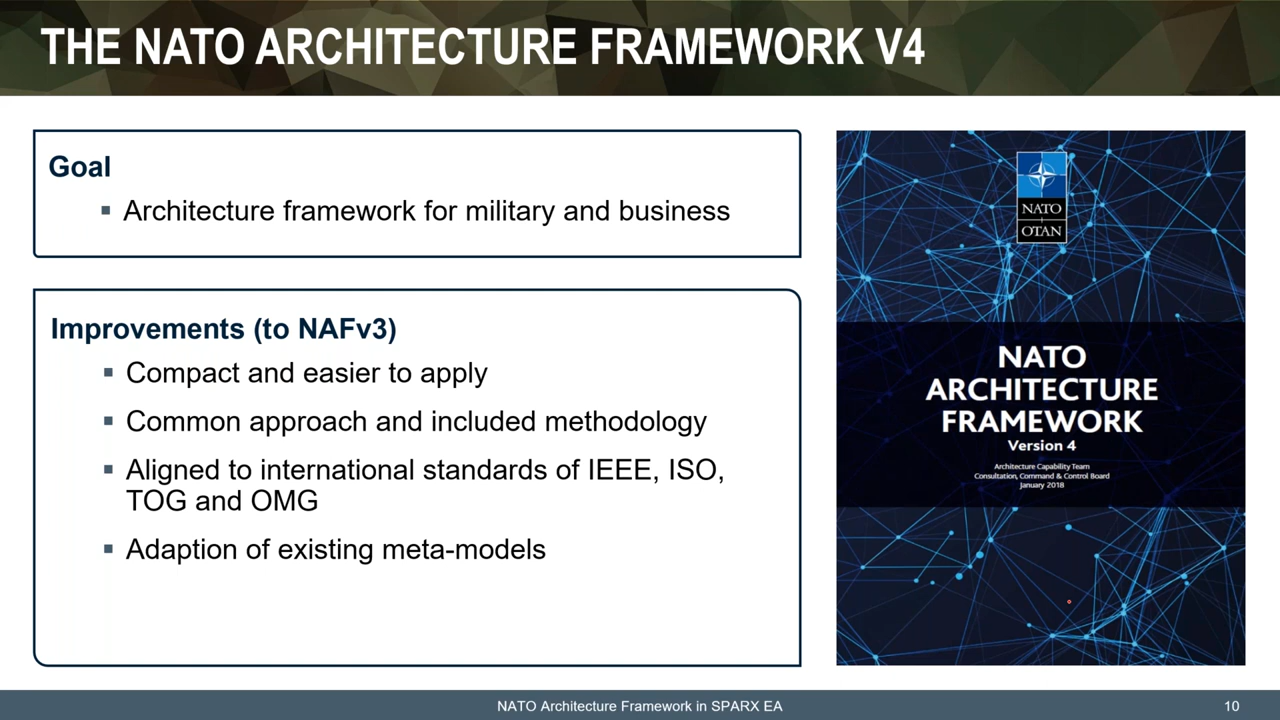 THE NATO ARCHITECTURE FRAMEWORK V4
Goal
▪ Architecture framework for military and business
Improvements (to NAFv3)
▪ Compact and easier to apply
▪ Common approach and included methodology
▪ Aligned to international standards of IEEE, ISO,
TOG and OMG
▪ Adaption of existing meta-models
NATO
OTAN
NATO
ARCHITECTURE
FRAMEWORK
Version 4
Architecture Capability Team
Consultation, Command & Control Board
January 2018
NATO Architecture Framework in SPARX EA
10